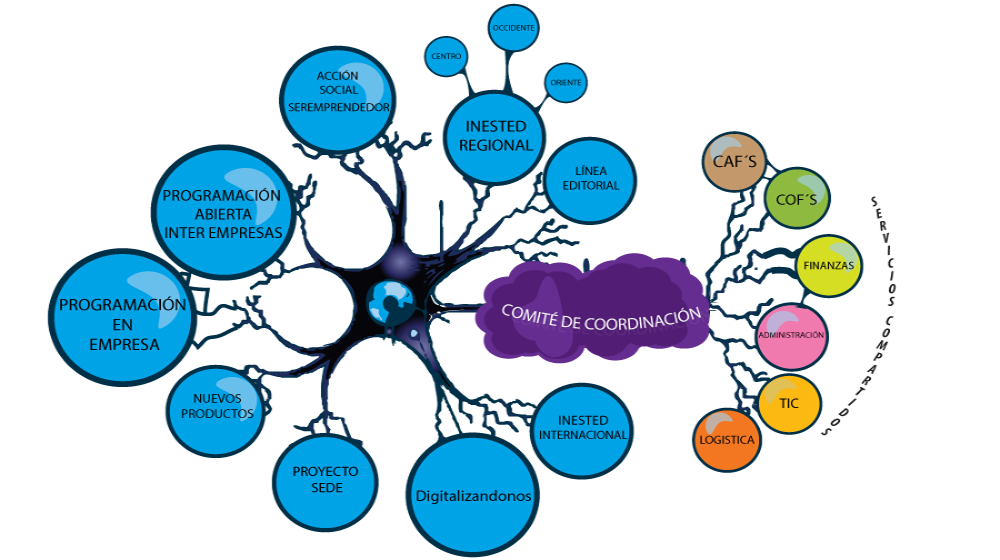 OCCIDENTE
CENTRO
ORIENTE
ACCIÓN
SOCIAL
SEREMPRENDEDOR
INESTED
REGIONAL
LÍNEA
EDITORIAL
PROGRAMACIÓN
ABIERTA
INTER EMPRESAS
PROGRAMACIÓN
EN
EMPRESA
NUEVOS
PRODUCTOS
PROYECTO
SEDE
Digitalizandonos
INESTED
INTERNACIONAL
COMITÉ DE COORDINACIÓN
CAF´S
COF´S
FINANZAS
ADMINISTRACIÓN
TIC
LOGISTICA
SERVICIOS COMPARTIDOS